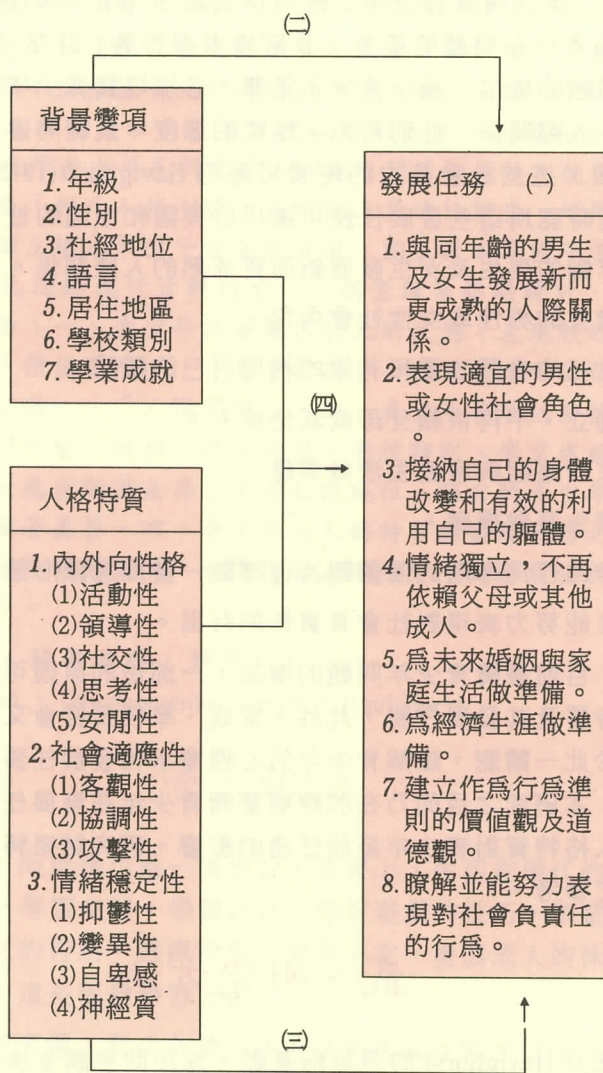 ㈡
背景變項
1.年級
2.性別
3.社經地位
4.語言
5.居住地區
6.學校類別
7.學業成就
㈣
人格特質
1.內外向性格
⑴活動性
⑵領導性
⑶社交性
⑷思考性
⑸安閒性
2.社會適應性
⑴客觀性
⑵協調性
⑶攻擊性
3.情緒穩定性
⑴抑鬱性
⑵變異性
⑶自卑感
⑷神經質
㈢
發展任務 ㈠
1.與同年齡的男生
及女生發展新而
更成熟的人際關
係。
2.表現適宜的男性
或女性社會角色
。
3.接納自己的身體
改變和有效的利
用自己的軀體。
4.情緒獨立，不再
依賴父母或其他
成人。
5.爲未來婚姻與家
庭生活做準備。
6.爲經濟生涯做準
備。
7.建立作爲行爲準
則的價値觀及道
德觀。
8.瞭解並能努力表
現對社會負責任
的行爲。